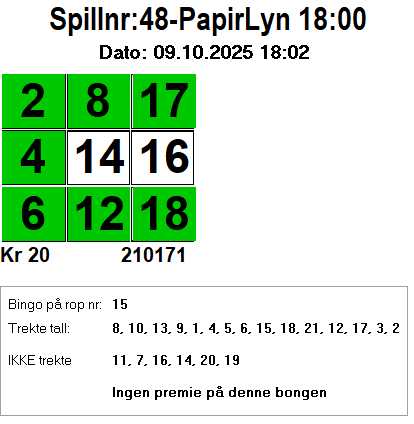 Spillnr:48-PapirLyn 18:00
Dato: 09.10.2025 18:02
2 8 17
4 14 16
6 12 18
Kr 20 210171
Bingo på rop nr: 15
Trekte tall: 8, 10, 13, 9, 1, 4, 5, 6, 15, 18, 21, 12, 17, 3, 2
IKKE trekte 11, 7, 16, 14, 20, 19
Ingen premie på denne bongen